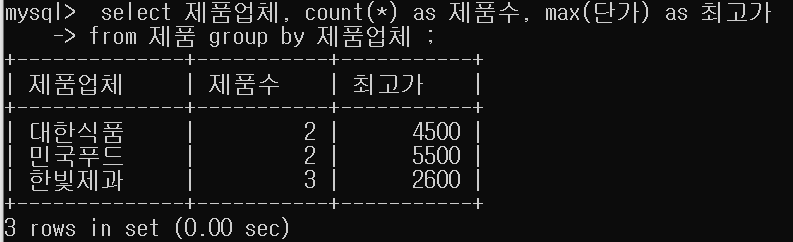 mysql>  select 제품업체, count(*) as 제품수, max(단가) as 최고가
    -> from 제품 group by 제품업체 ;
+--------------+-----------+-----------+
| 제품업체     | 제품수    | 최고가    |
+--------------+-----------+-----------+
| 대한식품     |         2 |      4500 |
| 민국푸드     |         2 |      5500 |
| 한빛제과     |         3 |      2600 |
+--------------+-----------+-----------+
3 rows in set (0.00 sec)